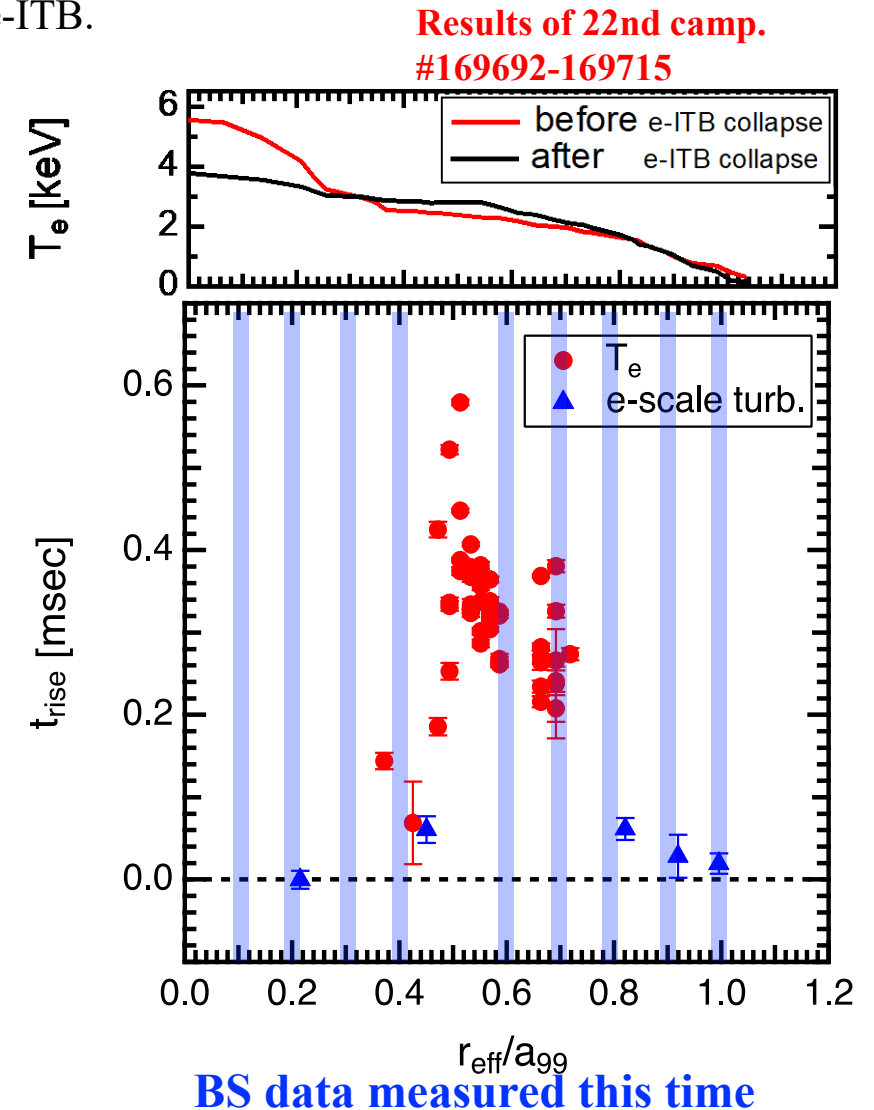 e-ITB.
Results of 22nd camp.
#169692-169715
6
4
2
0
Te [keV]
before e-ITB collapse
after e-ITB collapse
Te
e-scale turb.
0.6
0.4
0.2
0.0
trise [msec]
0.0 0.2 0.4 0.6 0.8 1.0 1.2
reff/a99
BS data measured this time